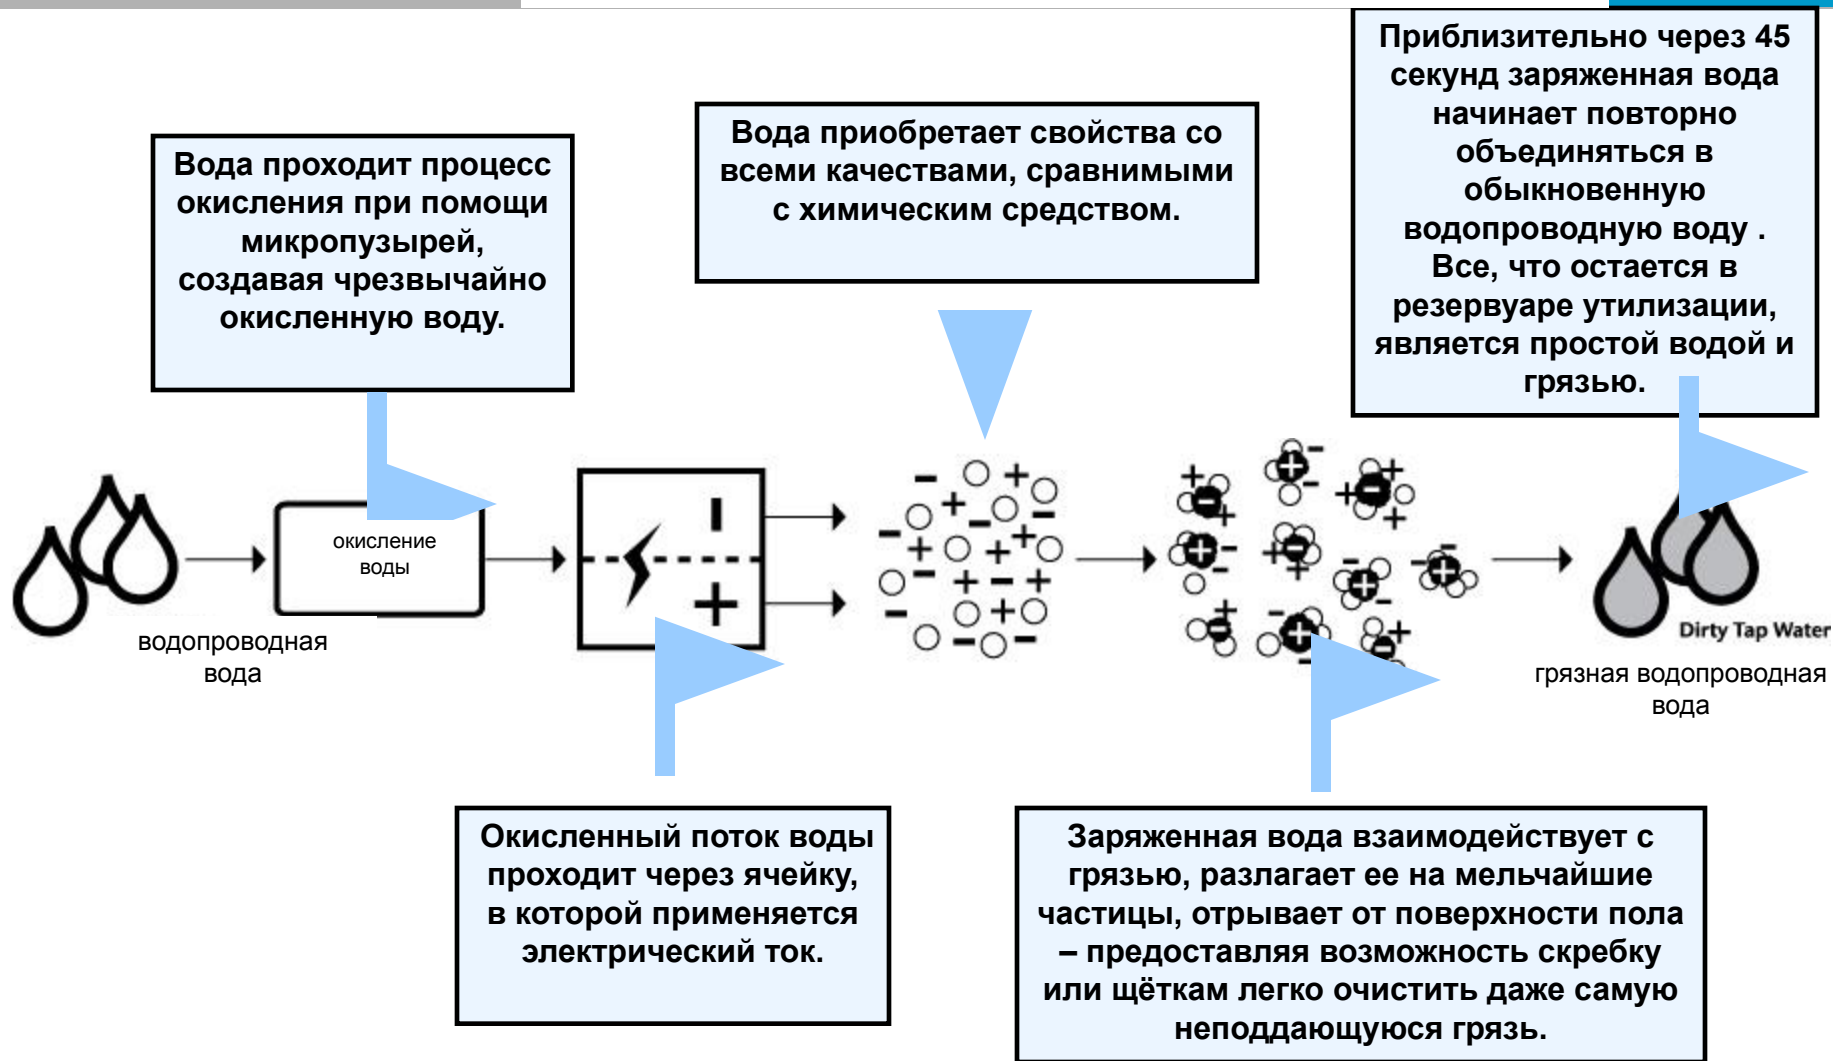 Вода проходит процесс
окисления при помощи
микропузырей,
создавая чрезвычайно
окисленную воду.
Вода приобретает свойства со
всеми качествами, сравнимыми
с химическим средством.
Приблизительно через 45
секунд заряженная вода
начинает повторно
объединяться в
обыкновенную
водопроводную воду .
Все, что остается в
резервуаре утилизации,
является простой водой и
грязью.
окисление
воды
водопроводная
вода
Dirty Tap Water
грязная водопроводная
вода
Окисленный поток воды
проходит через ячейку,
в которой применяется
электрический ток.
Заряженная вода взаимодействует с
грязью, разлагает ее на мельчайшие
частицы, отрывает от поверхности пола
– предоставляя возможность скребку
или щёткам легко очистить даже самую
неподдающуюся грязь.